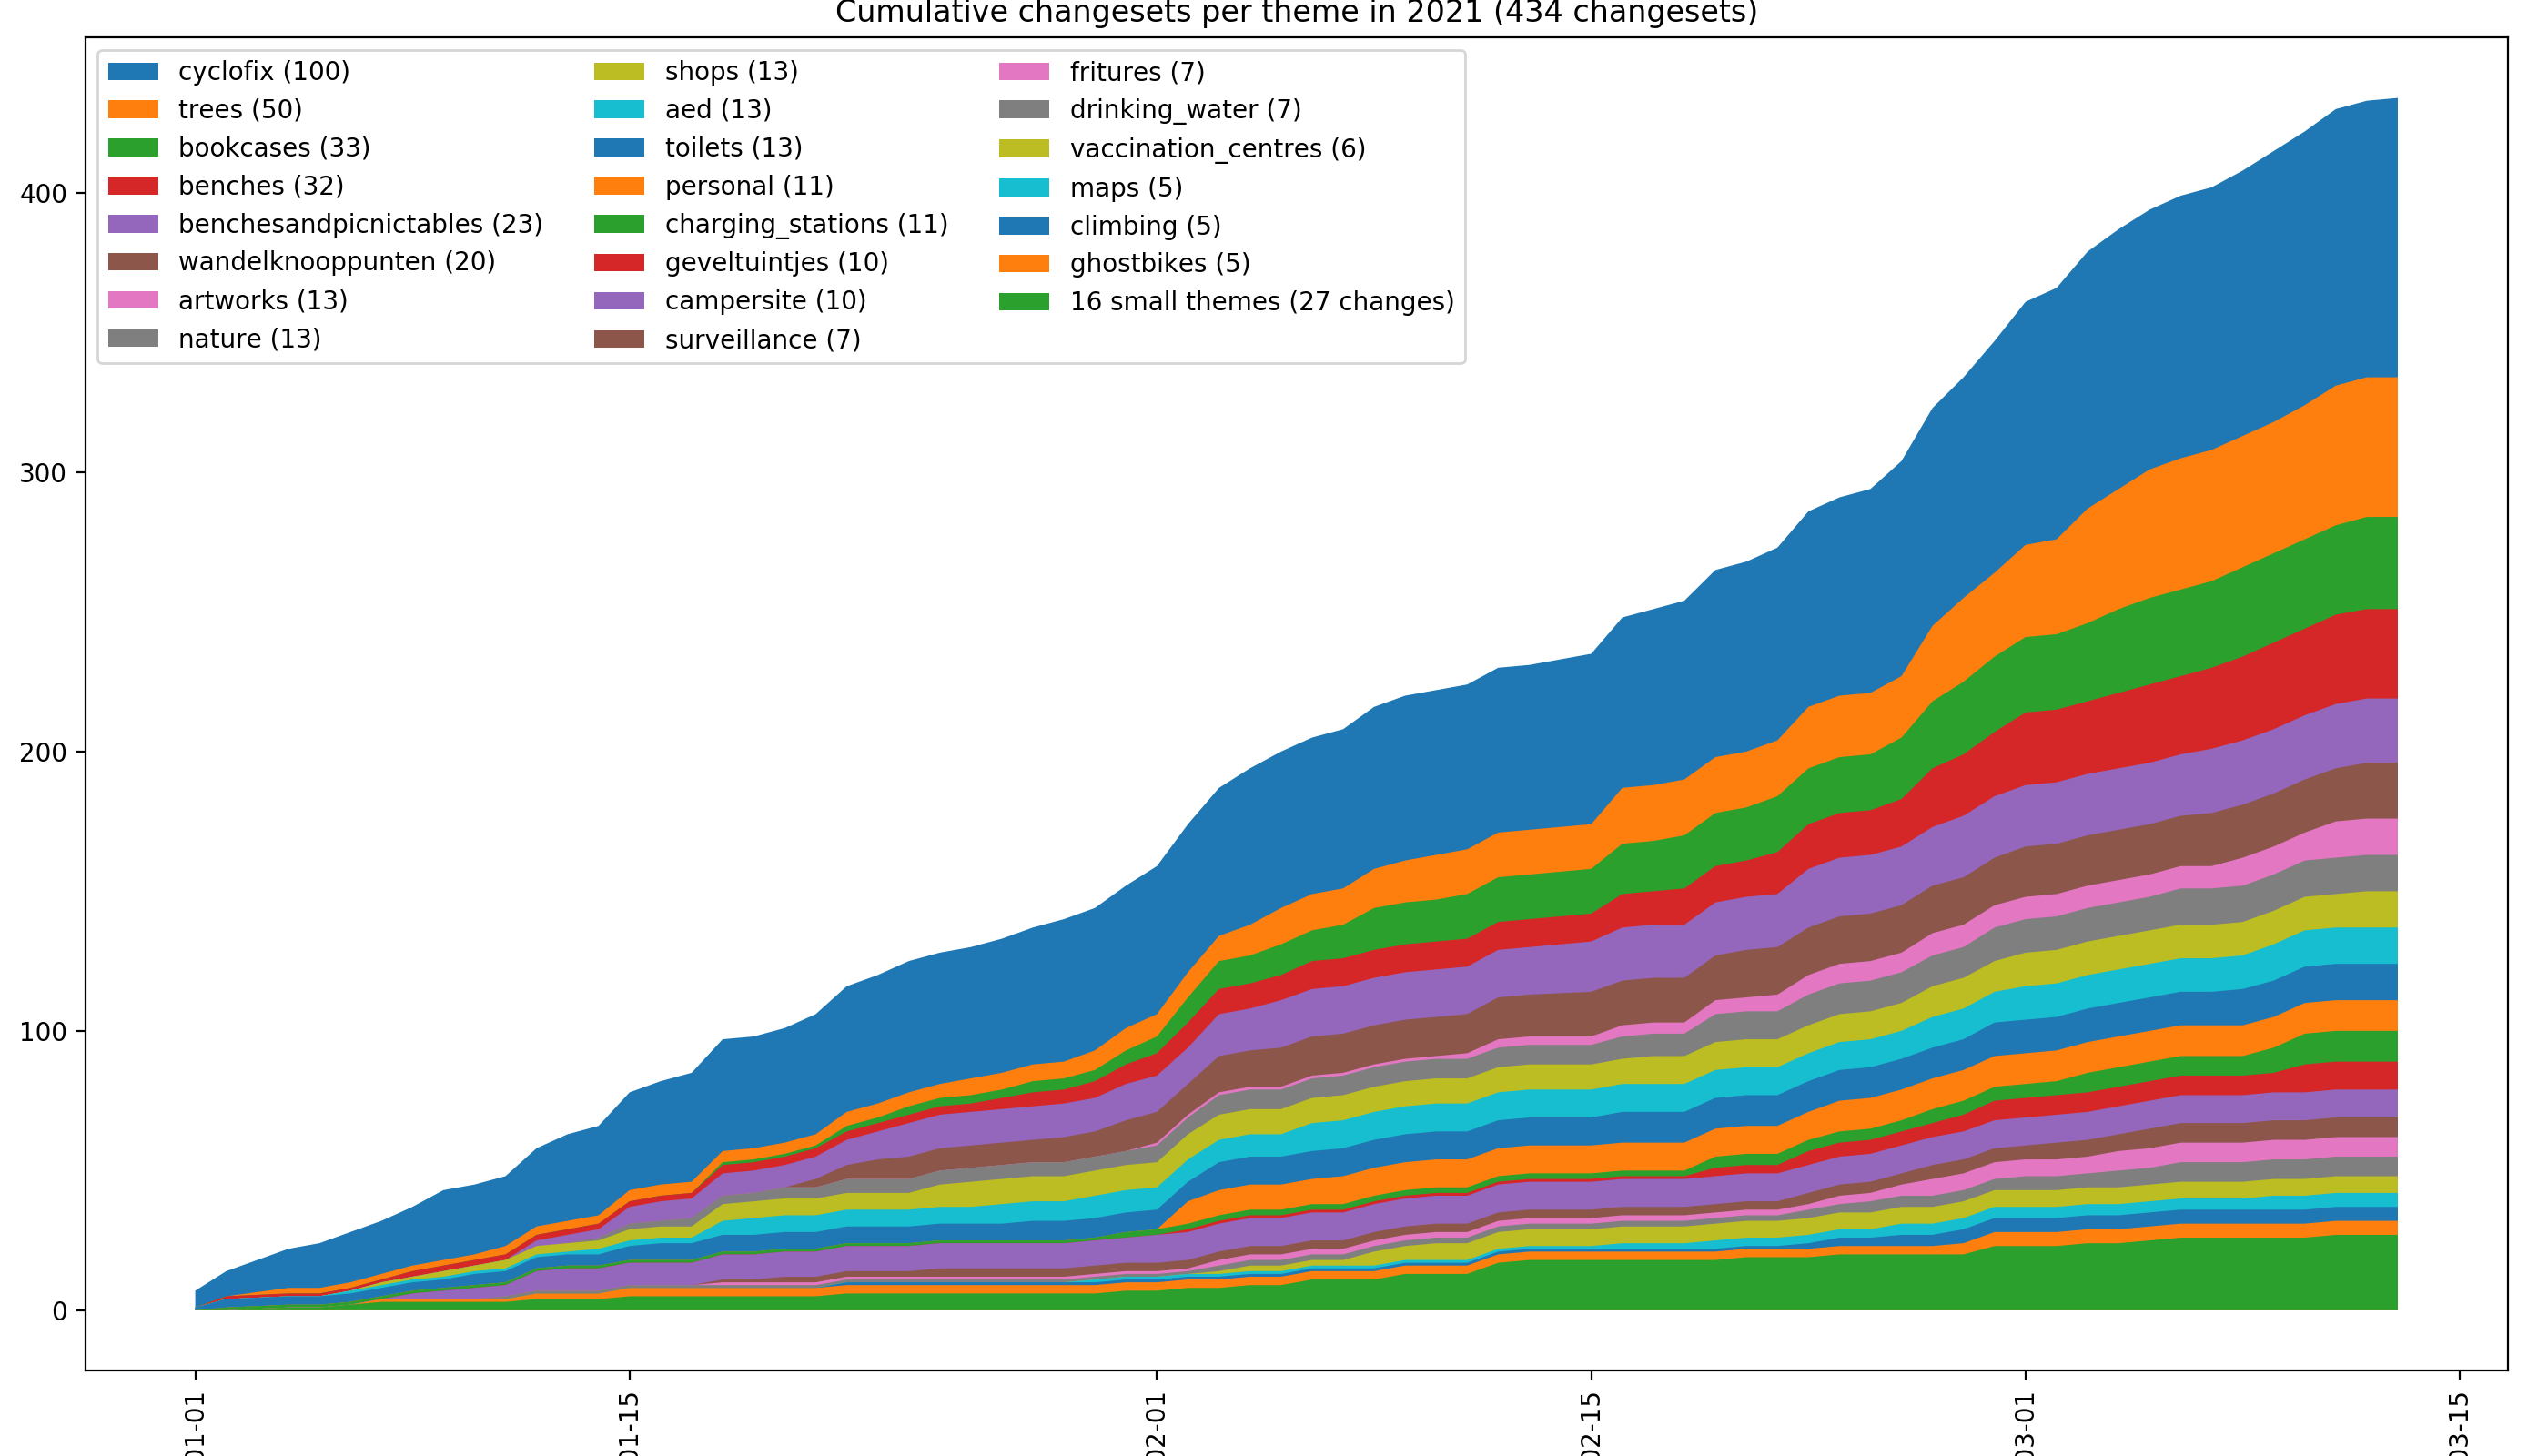 Cumulative changesets per theme in 2021 (434 changesets)
cyclofix (100)
trees (50)
bookcases (33)
benches (32)
benchesandpicnictables (23)
wandelknooppunten (20)
artworks (13)
nature (13)
shops (13)
aed (13)
toilets (13)
personal (11)
charging_stations (11)
geveltuintjes (10)
campersite (10)
surveillance (7)
fritures (7)
drinking_water (7)
vaccination_centres (6)
maps (5)
climbing (5)
ghostbikes (5)
16 small themes (27 changes)
400
300
200
100
0
01-01
01-15
02-01
02-15
03-01
03-15